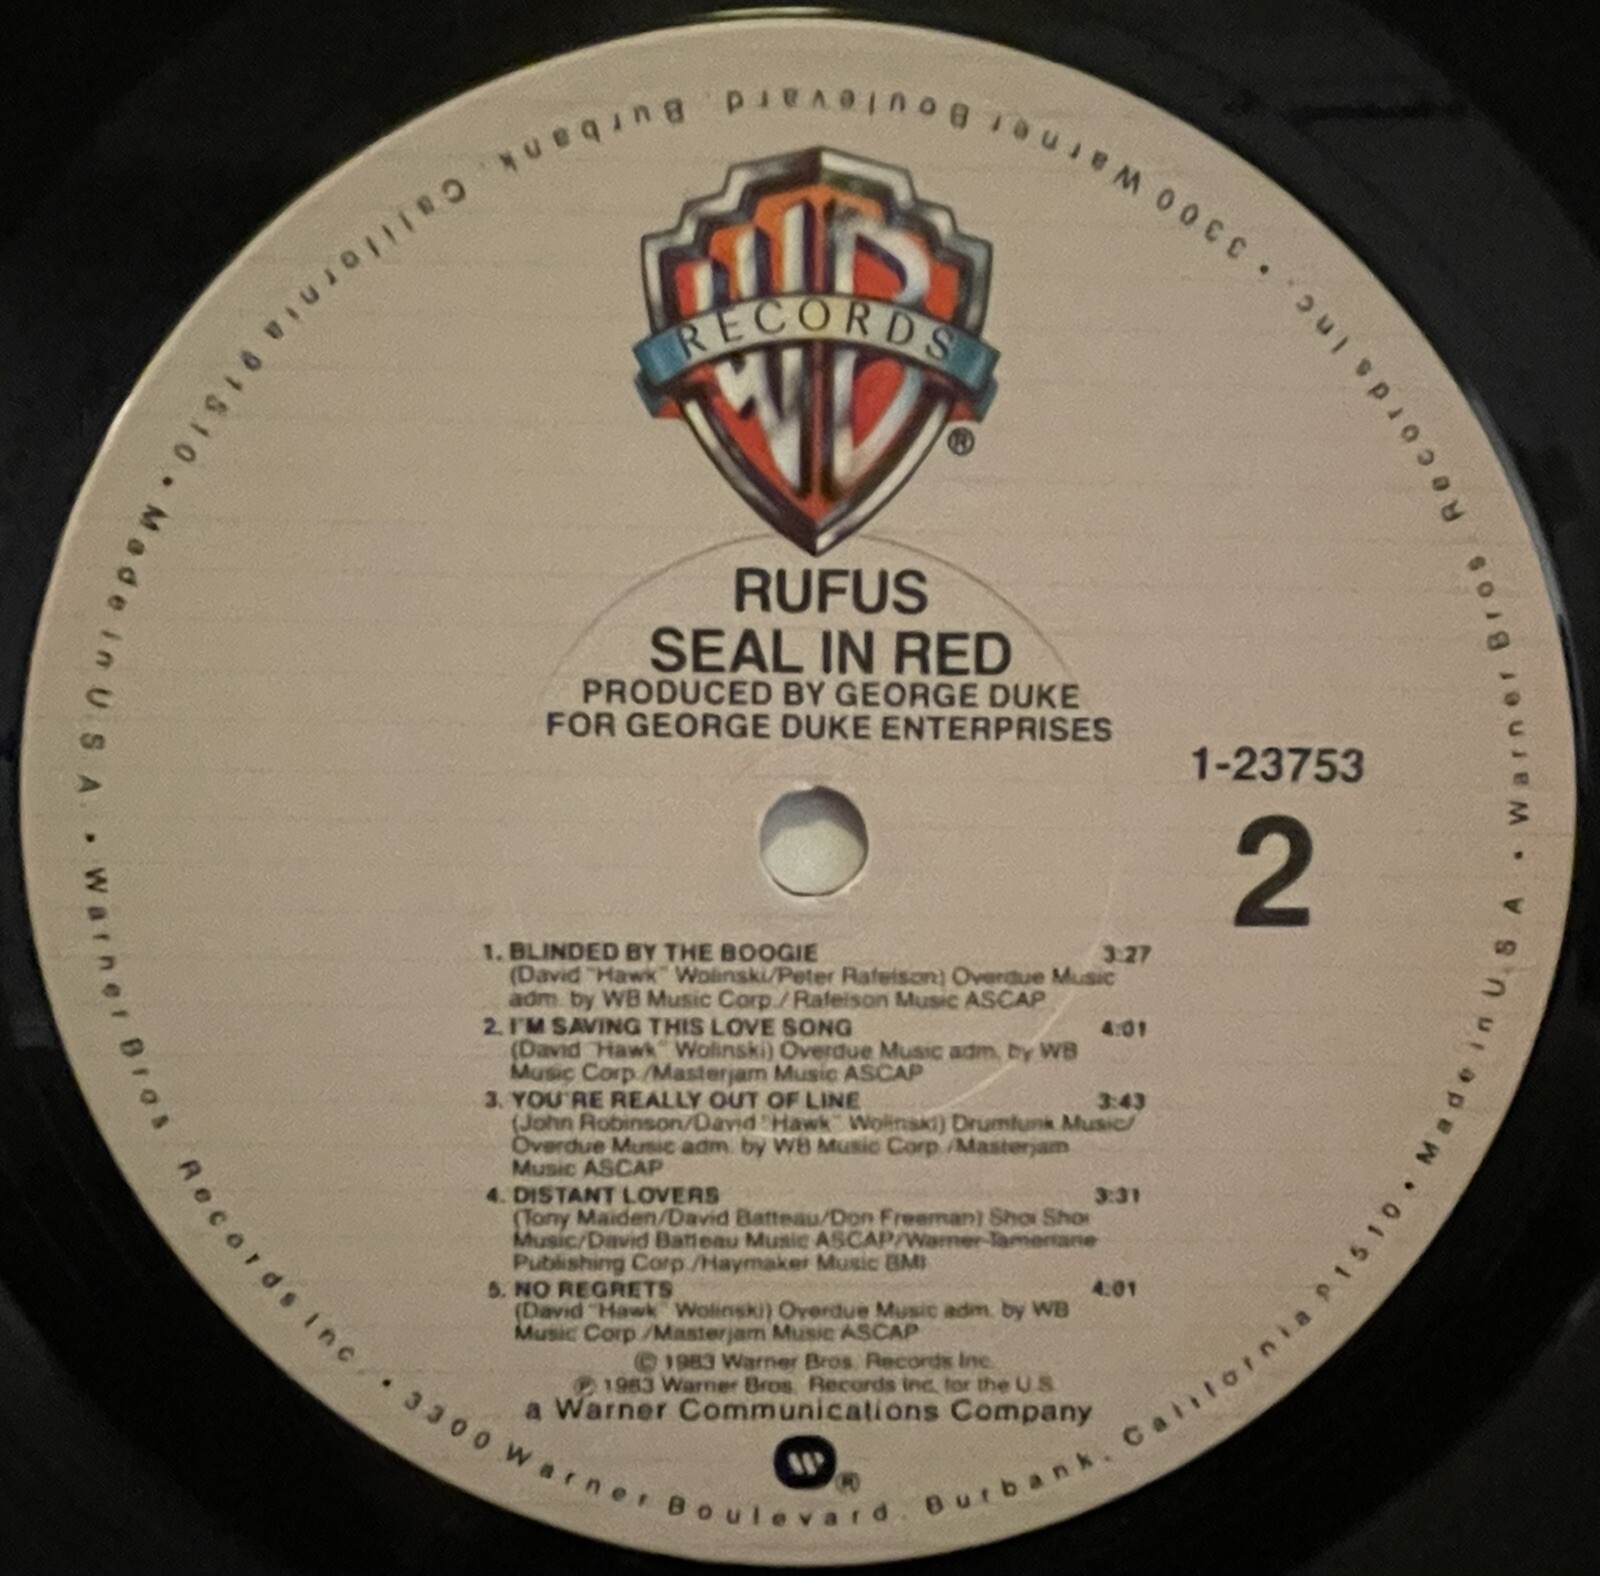 WB
RECORDS
®
RUFUS
SEAL IN RED
PRODUCED BY GEORGE DUKE
FOR GEORGE DUKE ENTERPRISES
1-23753
2
1. BLINDED BY THE BOOGIE 3:27
(David "Hawk" Wolinski/Peter Rafelson) Overdue Music
adm. by WB Music Corp./Rafelson Music ASCAP
2. I'M SAVING THIS LOVE SONG 4:01
(David "Hawk" Wolinski) Overdue Music adm. by WB
Music Corp./Masterjam Music ASCAP
3. YOU'RE REALLY OUT OF LINE 3:43
(John Robinson/David "Hawk" Wolinski) Drumfunk Music/
Overdue Music adm. by WB Music Corp./Masterjam
Music ASCAP
4. DISTANT LOVERS 3:31
(Tony Maiden/David Batteau/Don Freeman) Shoi Shoi
Music/David Batteau Music ASCAP/Warner-Tamerlane
Publishing Corp./Haymaker Music BMI
5. NO REGRETS 4:01
(David "Hawk" Wolinski) Overdue Music adm. by WB
Music Corp./Masterjam Music ASCAP
© 1983 Warner Bros. Records Inc.
℗ 1983 Warner Bros. Records Inc. for the U.S.
a Warner Communications Company
®
Warner Bros. Records Inc. • 3300 Warner Boulevard, Burbank, California 91510 • Made in U.S.A. • Warner Bros. Records Inc. • 3300 Warner Boulevard, Burbank, California 91510 • Made in U.S.A. •